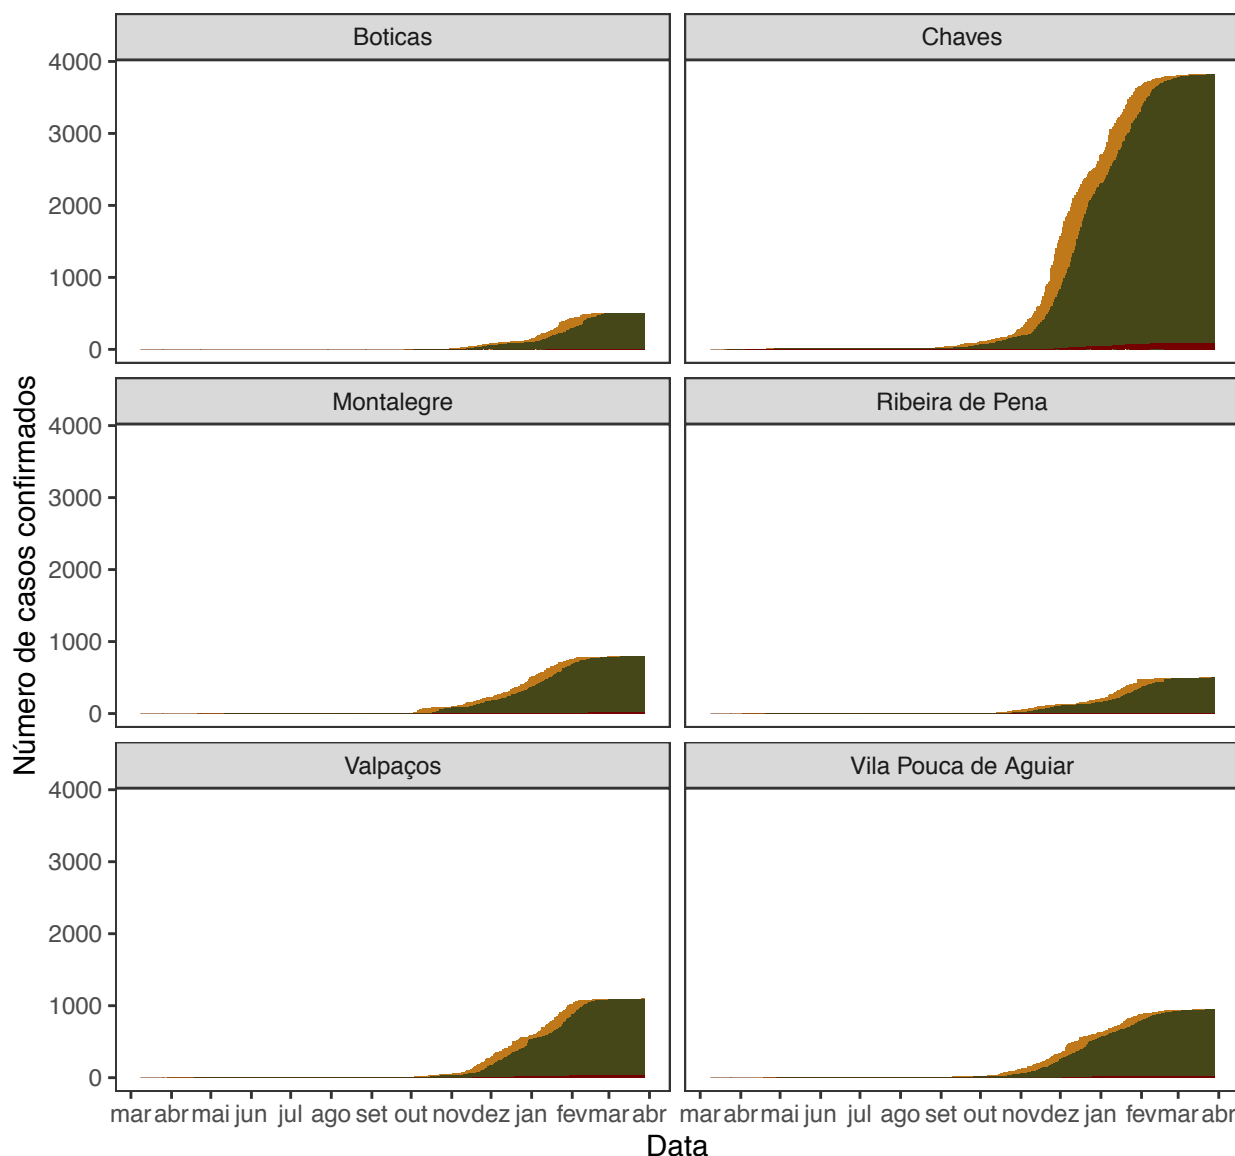 Boticas
Chaves
4000
3000
2000
1000
0
Montalegre
Ribeira de Pena
4000
3000
2000
1000
0
Valpaços
Vila Pouca de Aguiar
4000
3000
2000
1000
0
mar abr mai jun jul ago set out nov dez jan fev mar abr
mar abr mai jun jul ago set out nov dez jan fev mar abr
Data
Número de casos confirmados